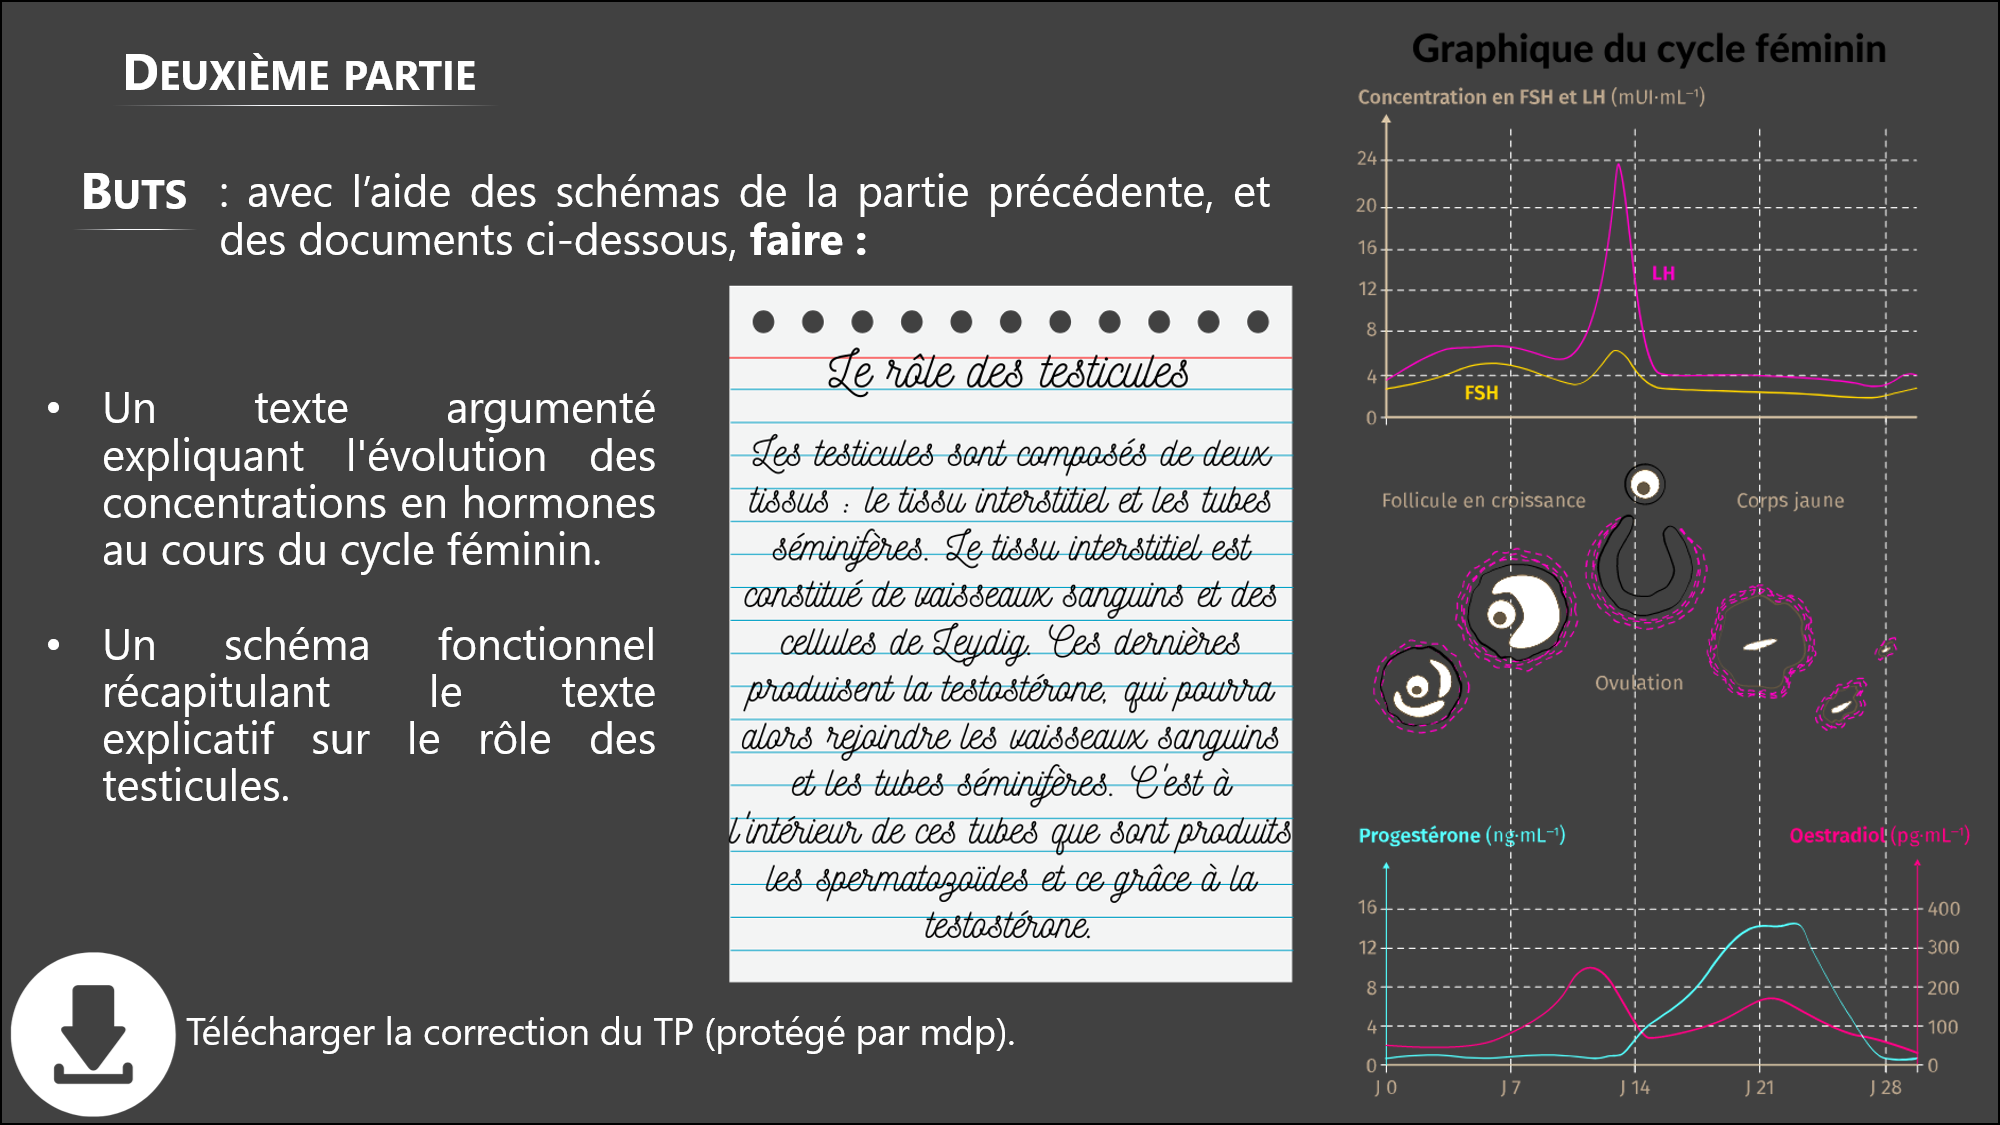 DEUXIÈME PARTIE
BUTS : avec l’aide des schémas de la partie précédente, et
des documents ci-dessous, faire :
• Un texte argumenté
expliquant l'évolution des
concentrations en hormones
au cours du cycle féminin.
• Un schéma fonctionnel
récapitulant le texte
explicatif sur le rôle des
testicules.
Le rôle des testicules
Les testicules sont composés de deux
tissus : le tissu interstitiel et les tubes
séminifères. Le tissu interstitiel est
constitué de vaisseaux sanguins et des
cellules de Leydig. Ces dernières
produisent la testostérone, qui pourra
alors rejoindre les vaisseaux sanguins
et les tubes séminifères. C'est à
l'intérieur de ces tubes que sont produits
les spermatozoïdes et ce grâce à la
testostérone.
Télécharger la correction du TP (protégé par mdp).
Graphique du cycle féminin
Concentration en FSH et LH (mUI·mL⁻¹)
24
20
16
12
8
4
0
LH
FSH
Follicule en croissance
Corps jaune
Ovulation
Progestérone (ng·mL⁻¹)
Oestradiol (pg·mL⁻¹)
16
12
8
4
0
400
300
200
100
0
J 0
J 7
J 14
J 21
J 28